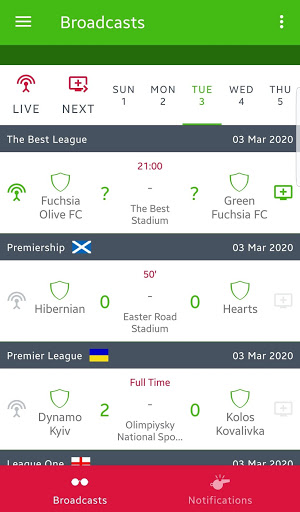 Broadcasts
LIVE NEXT SUN 1 MON 2 TUE 3 WED 4 THU 5
The Best League 03 Mar 2020
21:00
Fuchsia Olive FC ? - ? Green Fuchsia FC
The Best Stadium
Premiership 03 Mar 2020
50'
Hibernian 0 - 0 Hearts
Easter Road Stadium
Premier League 03 Mar 2020
Full Time
Dynamo Kyiv 2 - 0 Kolos Kovalivka
Olimpiysky National Spo...
League One 03 Mar 2020
Broadcasts Notifications